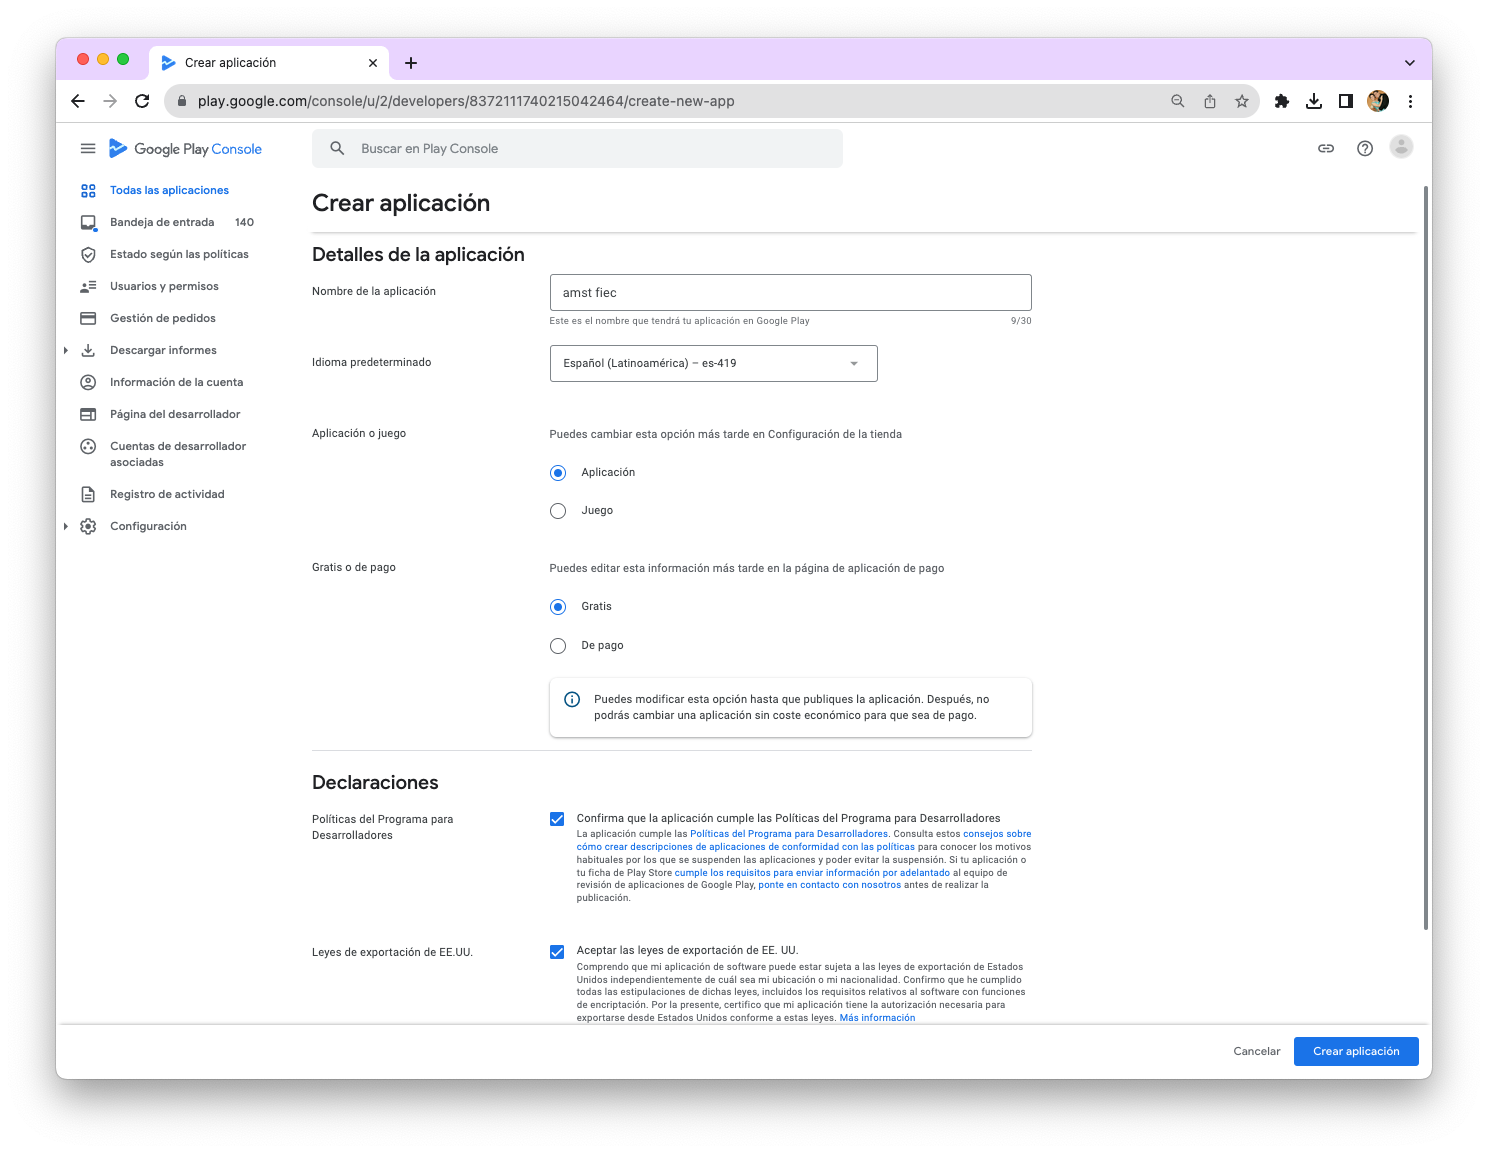 Crear aplicación
play.google.com/console/u/2/developers/8372111740215042464/create-new-app
Google Play Console
Buscar en Play Console
Todas las aplicaciones
Bandeja de entrada 140
Estado según las políticas
Usuarios y permisos
Gestión de pedidos
Descargar informes
Información de la cuenta
Página del desarrollador
Cuentas de desarrollador
asociadas
Registro de actividad
Configuración
Crear aplicación
Detalles de la aplicación
Nombre de la aplicación
amst fiec
Este es el nombre que tendrá tu aplicación en Google Play 9/30
Idioma predeterminado
Español (Latinoamérica) – es-419
Aplicación o juego
Puedes cambiar esta opción más tarde en Configuración de la tienda
Aplicación
Juego
Gratis o de pago
Puedes editar esta información más tarde en la página de aplicación de pago
Gratis
De pago
Puedes modificar esta opción hasta que publiques la aplicación. Después, no
podrás cambiar una aplicación sin coste económico para que sea de pago.
Declaraciones
Políticas del Programa para
Desarrolladores
Confirma que la aplicación cumple las Políticas del Programa para Desarrolladores
La aplicación cumple las Políticas del Programa para Desarrolladores. Consulta estos consejos sobre
cómo crear descripciones de aplicaciones de conformidad con las políticas para conocer los motivos
habituales por los que se suspenden las aplicaciones y poder evitar la suspensión. Si tu aplicación o
tu ficha de Play Store cumple los requisitos para enviar información por adelantado al equipo de
revisión de aplicaciones de Google Play, ponte en contacto con nosotros antes de realizar la
publicación.
Leyes de exportación de EE.UU.
Aceptar las leyes de exportación de EE. UU.
Comprendo que mi aplicación de software puede estar sujeta a las leyes de exportación de Estados
Unidos independientemente de cuál sea mi ubicación o mi nacionalidad. Confirmo que he cumplido
todas las estipulaciones de dichas leyes, incluidos los requisitos relativos al software con funciones
de encriptación. Por la presente, certifico que mi aplicación tiene la autorización necesaria para
exportarse desde Estados Unidos conforme a estas leyes. Más información
Cancelar
Crear aplicación